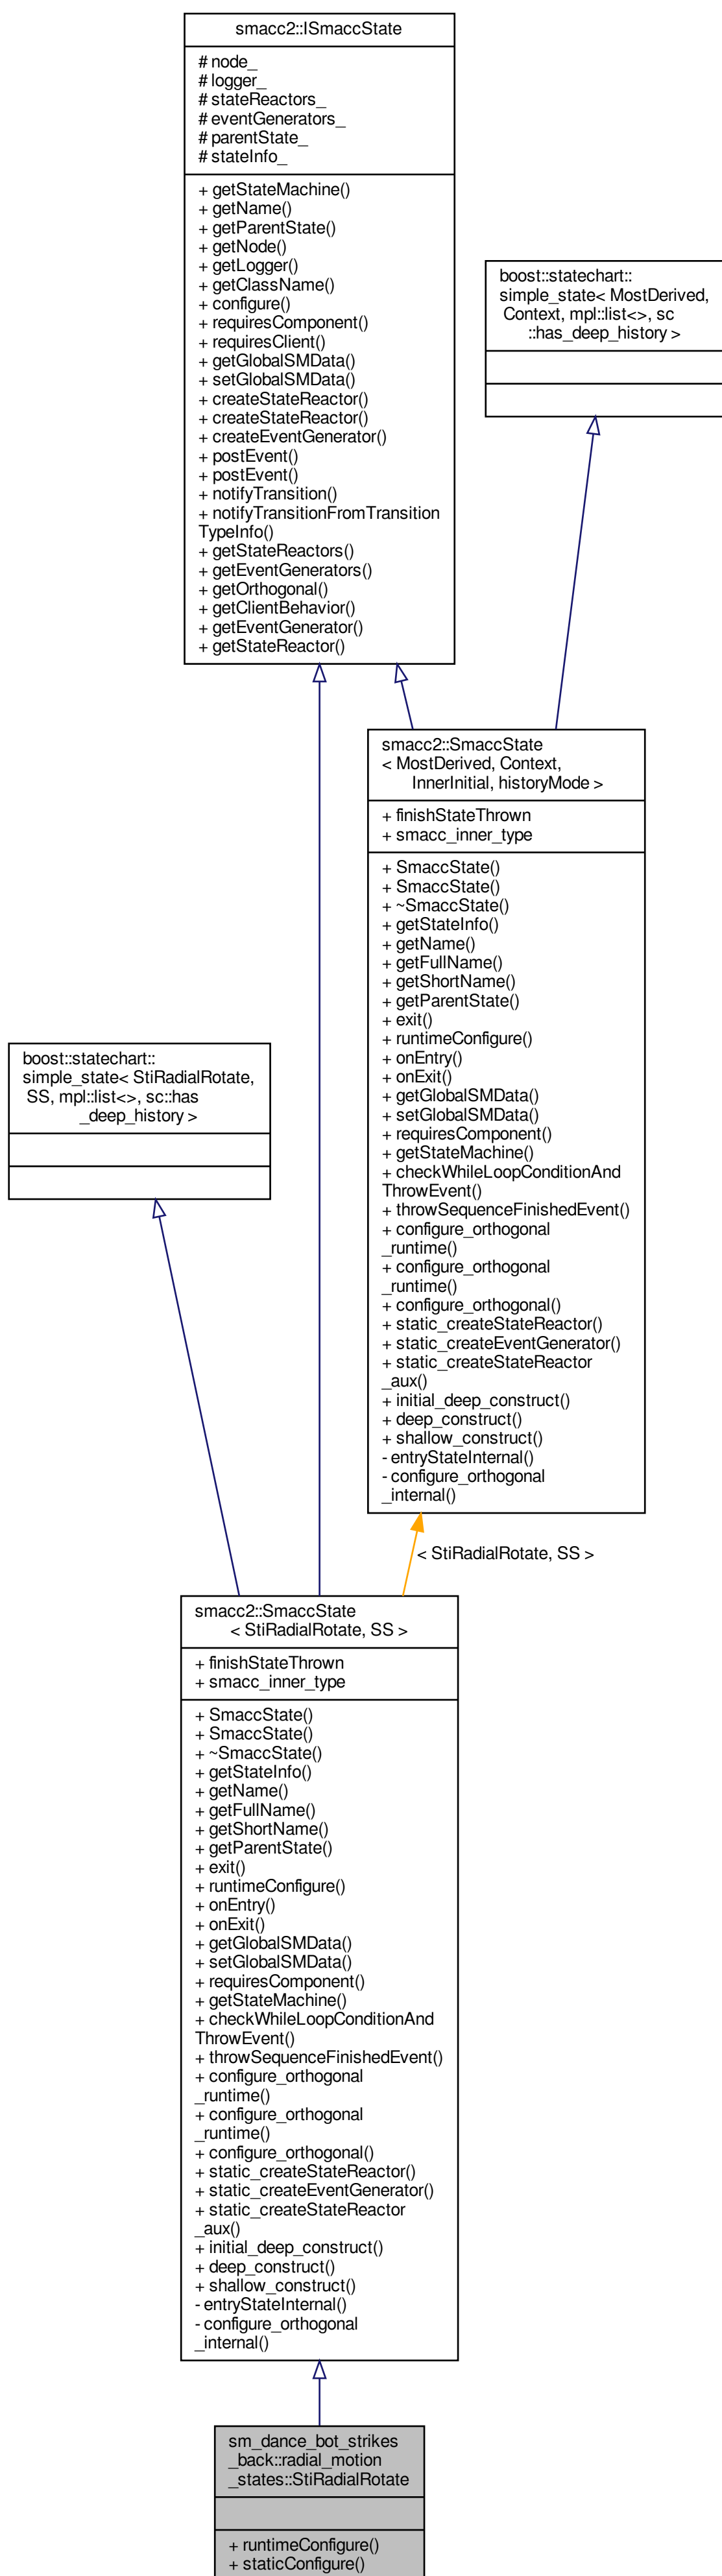 smacc2::ISmaccState
# node_
# logger_
# stateReactors_
# eventGenerators_
# parentState_
# stateInfo_
+ getStateMachine()
+ getName()
+ getParentState()
+ getNode()
+ getLogger()
+ getClassName()
+ configure()
+ requiresComponent()
+ requiresClient()
+ getGlobalSMData()
+ setGlobalSMData()
+ createStateReactor()
+ createStateReactor()
+ createEventGenerator()
+ postEvent()
+ postEvent()
+ notifyTransition()
+ notifyTransitionFromTransition
TypeInfo()
+ getStateReactors()
+ getEventGenerators()
+ getOrthogonal()
+ getClientBehavior()
+ getEventGenerator()
+ getStateReactor()
boost::statechart::
simple_state< MostDerived,
Context, mpl::list<>, sc
::has_deep_history >
smacc2::SmaccState
< MostDerived, Context,
InnerInitial, historyMode >
+ finishStateThrown
+ smacc_inner_type
+ SmaccState()
+ SmaccState()
+ ~SmaccState()
+ getStateInfo()
+ getName()
+ getFullName()
+ getShortName()
+ getParentState()
+ exit()
+ runtimeConfigure()
+ onEntry()
+ onExit()
+ getGlobalSMData()
+ setGlobalSMData()
+ requiresComponent()
+ getStateMachine()
+ checkWhileLoopConditionAnd
ThrowEvent()
+ throwSequenceFinishedEvent()
+ configure_orthogonal
_runtime()
+ configure_orthogonal
_runtime()
+ configure_orthogonal()
+ static_createStateReactor()
+ static_createEventGenerator()
+ static_createStateReactor
_aux()
+ initial_deep_construct()
+ deep_construct()
+ shallow_construct()
- entryStateInternal()
- configure_orthogonal
_internal()
boost::statechart::
simple_state< StiRadialRotate,
SS, mpl::list<>, sc::has
_deep_history >
< StiRadialRotate, SS >
smacc2::SmaccState
< StiRadialRotate, SS >
+ finishStateThrown
+ smacc_inner_type
+ SmaccState()
+ SmaccState()
+ ~SmaccState()
+ getStateInfo()
+ getName()
+ getFullName()
+ getShortName()
+ getParentState()
+ exit()
+ runtimeConfigure()
+ onEntry()
+ onExit()
+ getGlobalSMData()
+ setGlobalSMData()
+ requiresComponent()
+ getStateMachine()
+ checkWhileLoopConditionAnd
ThrowEvent()
+ throwSequenceFinishedEvent()
+ configure_orthogonal
_runtime()
+ configure_orthogonal
_runtime()
+ configure_orthogonal()
+ static_createStateReactor()
+ static_createEventGenerator()
+ static_createStateReactor
_aux()
+ initial_deep_construct()
+ deep_construct()
+ shallow_construct()
- entryStateInternal()
- configure_orthogonal
_internal()
sm_dance_bot_strikes
_back::radial_motion
_states::StiRadialRotate
+ runtimeConfigure()
+ staticConfigure()